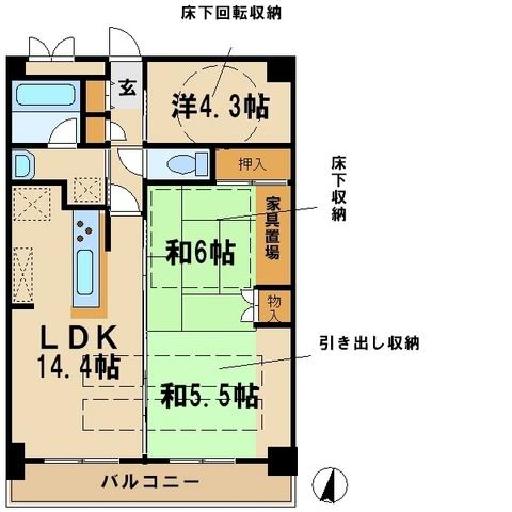 床下回転収納
玄
洋4.3帖
押入
床下収納
家具置場
和6帖
物入
LDK
14.4帖
引き出し収納
和5.5帖
バルコニー